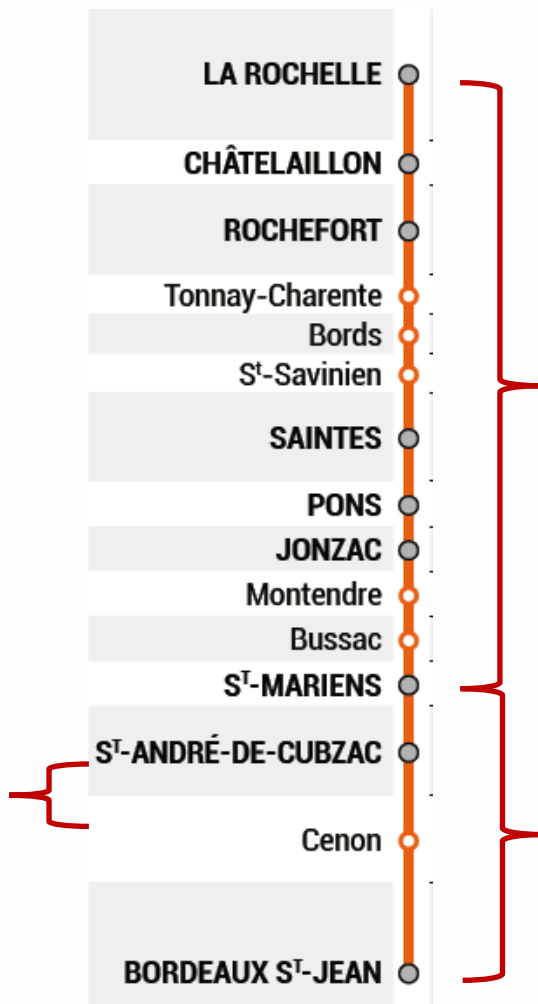 LA ROCHELLE
CHÂTELAILLON
ROCHEFORT
Tonnay-Charente
Bords
Sᵗ-Savinien
SAINTES
PONS
JONZAC
Montendre
Bussac
Sᵀ-MARIENS
Sᵀ-ANDRÉ-DE-CUBZAC
Cenon
BORDEAUX Sᵀ-JEAN